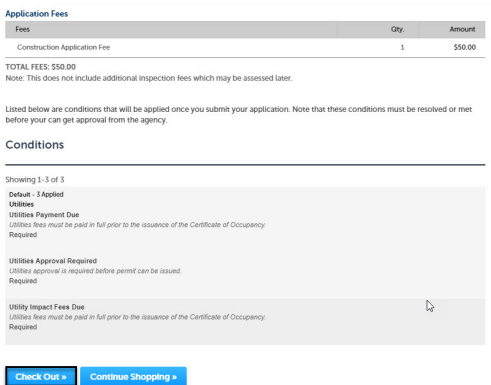 Application Fees
Fees Qty. Amount
Construction Application Fee 1 $50.00
TOTAL FEES: $50.00
Note: This does not include additional inspection fees which may be assessed later.
Listed below are conditions that will be applied once you submit your application. Note that these conditions must be resolved or met
before your can get approval from the agency.
Conditions
Showing 1-3 of 3
Default - 3 Applied
Utilities
Utilities Payment Due
Utilities fees must be paid in full prior to the issuance of the Certificate of Occupancy.
Required
Utilities Approval Required
Utilities approval is required before permit can be issued.
Required
Utility Impact Fees Due
Utilities fees must be paid in full prior to the issuance of the Certificate of Occupancy.
Required
Check Out » Continue Shopping »